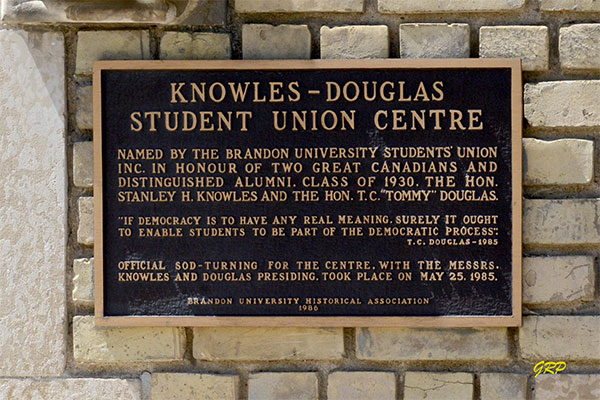 KNOWLES-DOUGLAS
STUDENT UNION CENTRE
NAMED BY THE BRANDON UNIVERSITY STUDENTS' UNION
INC. IN HONOUR OF TWO GREAT CANADIANS AND
DISTINGUISHED ALUMNI. CLASS OF 1930. THE HON.
STANLEY H. KNOWLES AND THE HON. T.C. "TOMMY" DOUGLAS.
"IF DEMOCRACY IS TO HAVE ANY REAL MEANING, SURELY IT OUGHT
TO ENABLE STUDENTS TO BE PART OF THE DEMOCRATIC PROCESS".
T.C. DOUGLAS-1985
OFFICIAL SOD-TURNING FOR THE CENTRE, WITH THE MESSRS.
KNOWLES AND DOUGLAS PRESIDING, TOOK PLACE ON MAY 25, 1985.
BRANDON UNIVERSITY HISTORICAL ASSOCIATION
1986
GRP